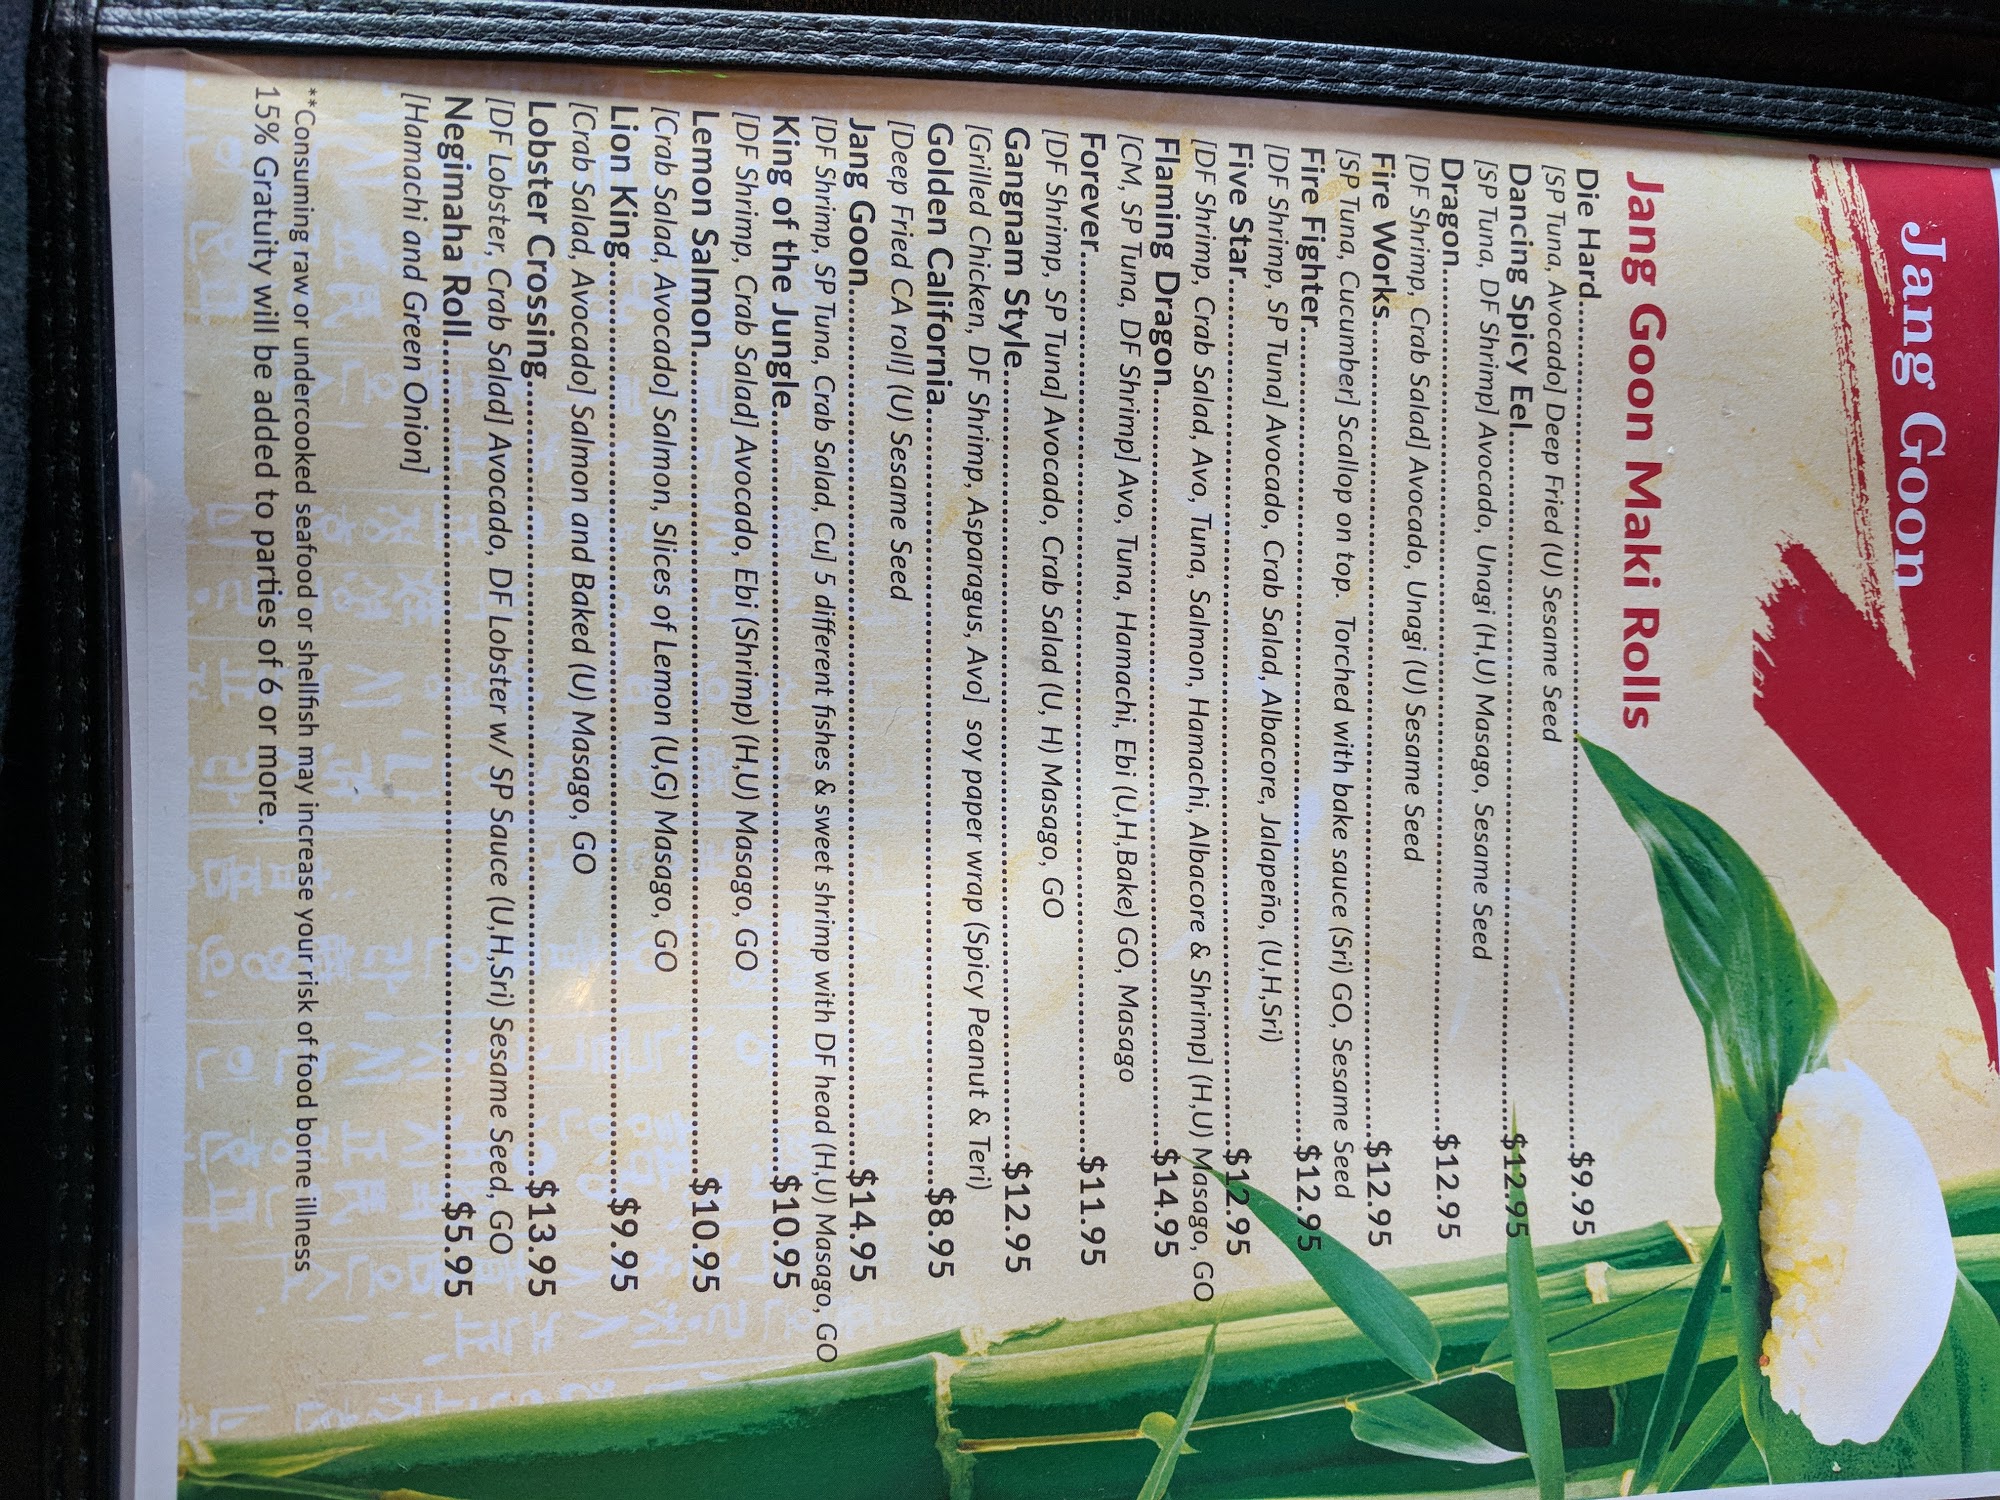 Jang Goon
Jang Goon Maki Rolls
Die Hard..........$9.95
[SP Tuna, Avocado] Deep Fried (U) Sesame Seed
Dancing Spicy Eel..........$12.95
[SP Tuna, DF Shrimp] Avocado, Unagi (H,U) Masago, Sesame Seed
Dragon..........$12.95
[DF Shrimp, Crab Salad] Avocado, Unagi (U) Sesame Seed
Fire Works..........$12.95
[SP Tuna, Cucumber] Scallop on top. Torched with bake sauce (Sri) GO, Sesame Seed
Fire Fighter..........$12.95
[DF Shrimp, SP Tuna] Avocado, Crab Salad, Albacore, Jalapeño, (U,H,Sri)
Five Star..........$12.95
[DF Shrimp, Crab Salad, Avo, Tuna, Salmon, Hamachi, Albacore & Shrimp] (H,U) Masago, GO
Flaming Dragon..........$14.95
[CM, SP Tuna, DF Shrimp] Avo, Tuna, Hamachi, Ebi (U,H,Bake) GO, Masago
Forever..........$11.95
[DF Shrimp, SP Tuna] Avocado, Crab Salad (U, H) Masago, GO
Gangnam Style..........$12.95
[Grilled Chicken, DF Shrimp, Asparagus, Avo] soy paper wrap (Spicy Peanut & Teri)
Golden California..........$8.95
[Deep Fried CA roll] (U) Sesame Seed
Jang Goon..........$14.95
[DF Shrimp, SP Tuna, Crab Salad, Cu] 5 different fishes & sweet shrimp with DF head (H,U) Masago, GO
King of the Jungle..........$10.95
[DF Shrimp, Crab Salad] Avocado, Ebi (Shrimp) (H,U) Masago, GO
Lemon Salmon..........$10.95
[Crab Salad, Avocado] Salmon, Slices of Lemon (U,G) Masago, GO
Lion King..........$9.95
[Crab Salad, Avocado] Salmon and Baked (U) Masago, GO
Lobster Crossing..........$13.95
[DF Lobster, Crab Salad] Avocado, DF Lobster w/ SP Sauce (U,H,Sri) Sesame Seed, GO
Negimaha Roll..........$5.95
[Hamachi and Green Onion]
**Consuming raw or undercooked seafood or shellfish may increase your risk of food borne illness
15% Gratuity will be added to parties of 6 or more.